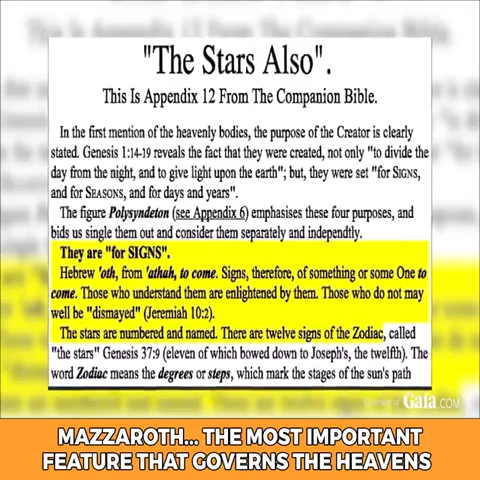 "The Stars Also".
This Is Appendix 12 From The Companion Bible.
In the first mention of the heavenly bodies, the purpose of the Creator is clearly
stated. Genesis 1:14-19 reveals the fact that they were created, not only "to divide the
day from the night, and to give light upon the earth"; but, they were set "for SIGNS,
and for SEASONS, and for days and years".
The figure Polysyndeton (see Appendix 6) emphasises these four purposes, and
bids us single them out and consider them separately and independtly.
They are "for SIGNS".
Hebrew 'oth, from 'athah, to come. Signs, therefore, of something or some One to
come. Those who understand them are enlightened by them. Those who do not may
well be "dismayed" (Jeremiah 10:2).
The stars are numbered and named. There are twelve signs of the Zodiac, called
"the stars" Genesis 37:9 (eleven of which bowed down to Joseph's, the twelfth). The
word Zodiac means the degrees or steps, which mark the stages of the sun's path
Gaia.COM
MAZZAROTH... THE MOST IMPORTANT
FEATURE THAT GOVERNS THE HEAVENS